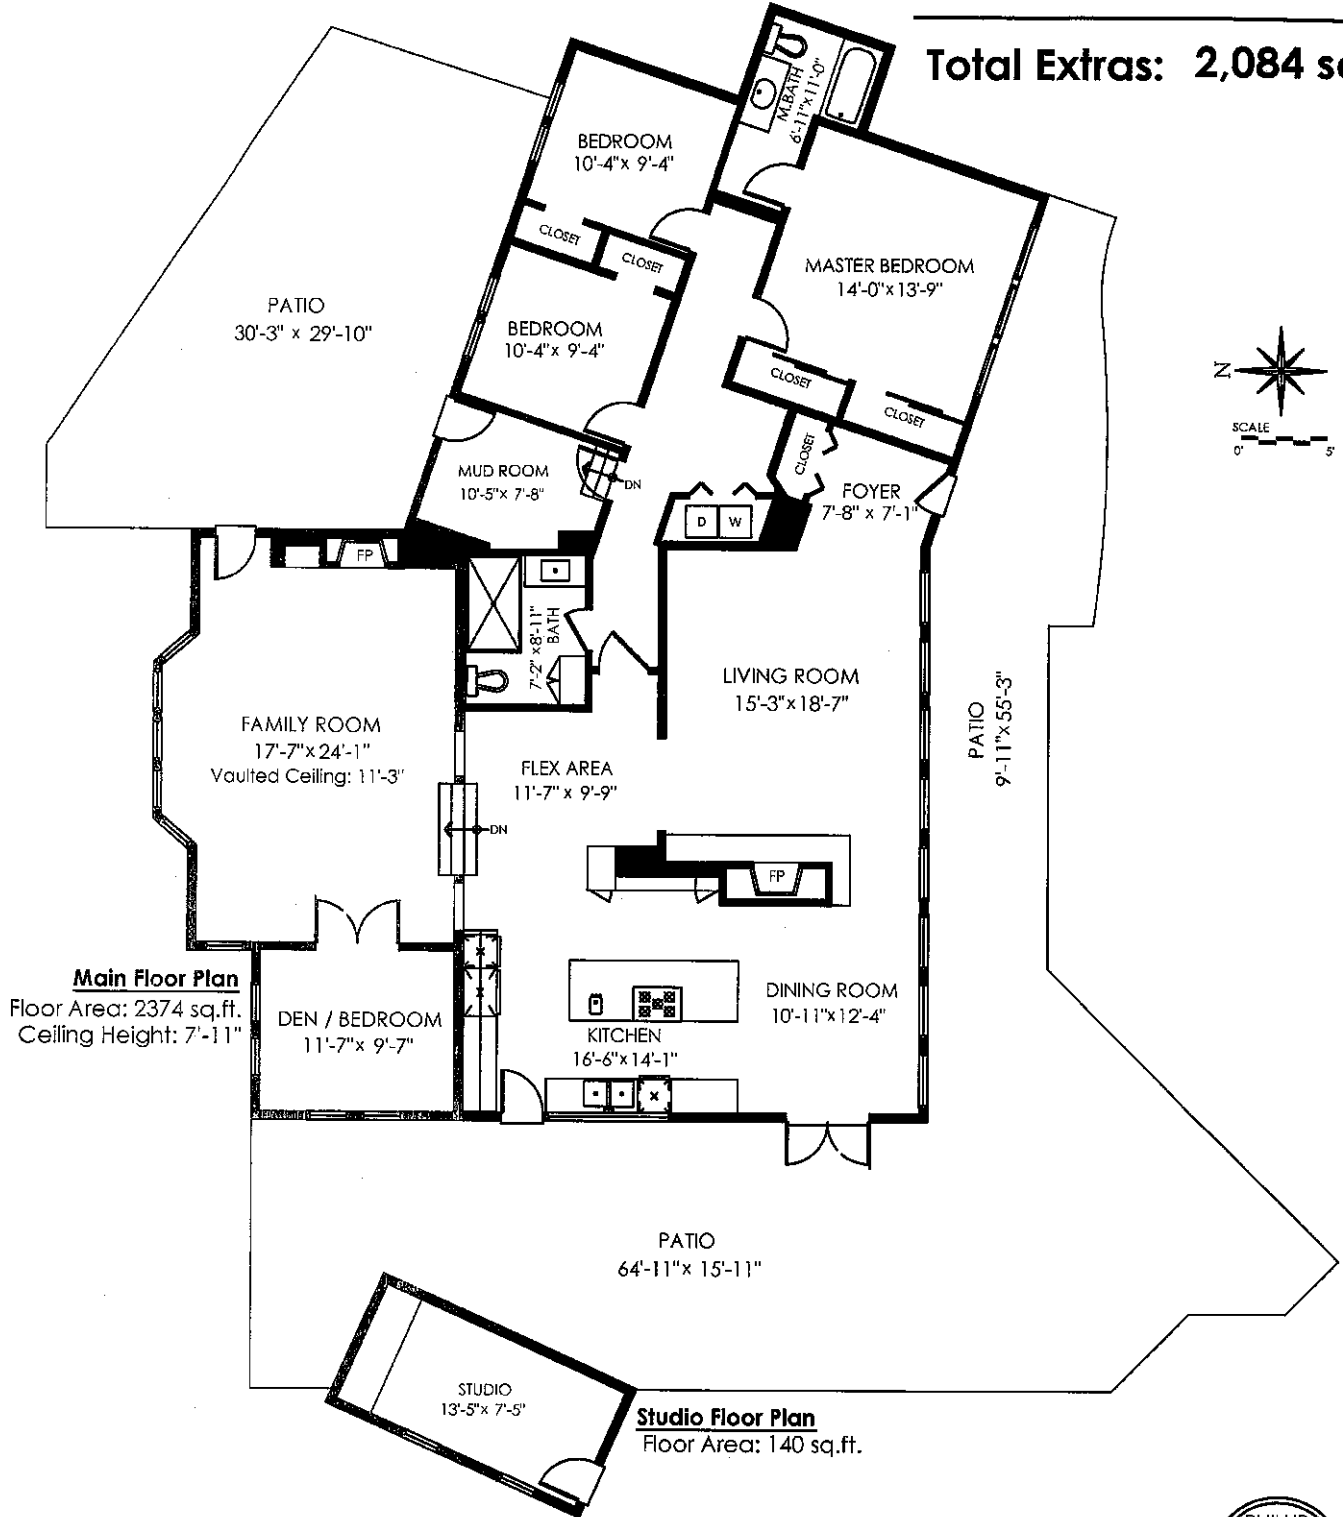 Total Extras: 2,084
M.BATH
6'-11"x11'-0"
BEDROOM
10'-4"x 9'-4"
CLOSET
CLOSET
MASTER BEDROOM
14'-0"x13'-9"
PATIO
30'-3" x 29'-10"
BEDROOM
10'-4"x 9'-4"
CLOSET
CLOSET
N
SCALE
0' 5'
CLOSET
MUD ROOM
10'-5"x 7'-8"
DN
FOYER
7'-8" x 7'-1"
D W
FP
7'-2" x8'-11"
BATH
LIVING ROOM
15'-3"x18'-7"
FAMILY ROOM
17'-7"x 24'-1"
Vaulted Ceiling: 11'-3"
PATIO
9'-11"x 55'-3"
FLEX AREA
11'-7" x 9'-9"
DN
FP
Main Floor Plan
Floor Area: 2374 sq.ft.
Ceiling Height: 7'-11"
DEN / BEDROOM
11'-7"x 9'-7"
DINING ROOM
10'-11"x12'-4"
KITCHEN
16'-6"x14'-1"
PATIO
64'-11"x 15'-11"
STUDIO
13'-5"x 7'-5"
Studio Floor Plan
Floor Area: 140 sq.ft.